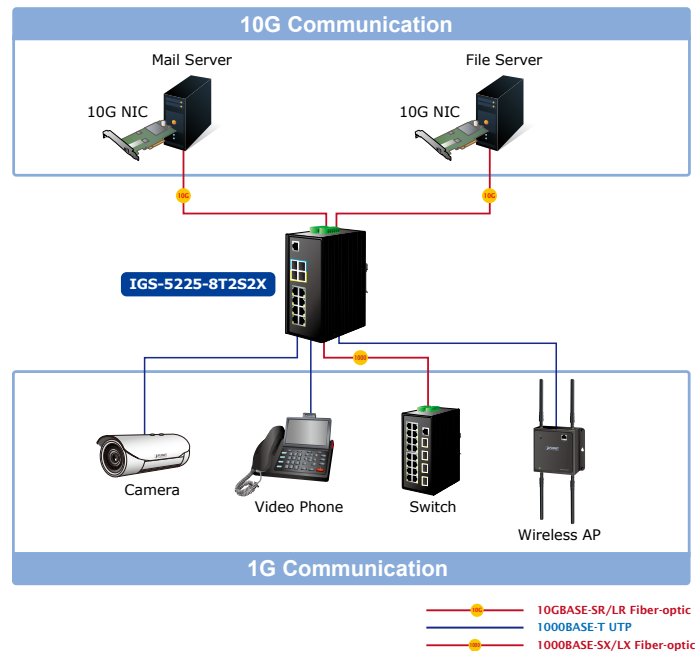 10G Communication
Mail Server
File Server
10G NIC
10G NIC
10G
10G
IGS-5225-8T2S2X
1000
Camera
Video Phone
Switch
Wireless AP
1G Communication
10G
10GBASE-SR/LR Fiber-optic
1000BASE-T UTP
1000
1000BASE-SX/LX Fiber-optic